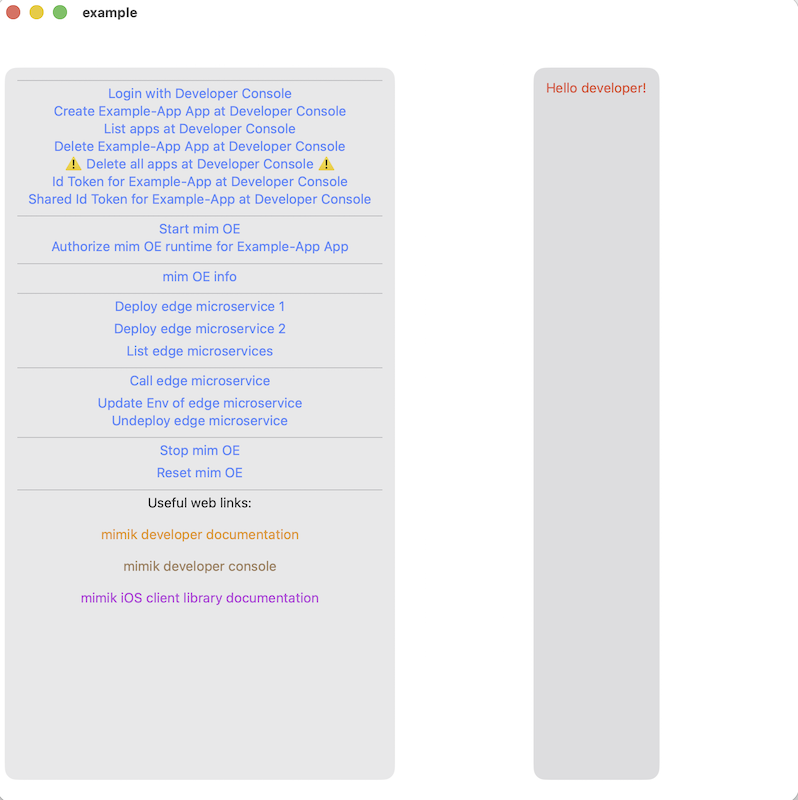 example
Login with Developer Console
Create Example-App App at Developer Console
List apps at Developer Console
Delete Example-App App at Developer Console
⚠️ Delete all apps at Developer Console ⚠️
Id Token for Example-App at Developer Console
Shared Id Token for Example-App at Developer Console
Start mim OE
Authorize mim OE runtime for Example-App App
mim OE info
Deploy edge microservice 1
Deploy edge microservice 2
List edge microservices
Call edge microservice
Update Env of edge microservice
Undeploy edge microservice
Stop mim OE
Reset mim OE
Useful web links:
mimik developer documentation
mimik developer console
mimik iOS client library documentation
Hello developer!